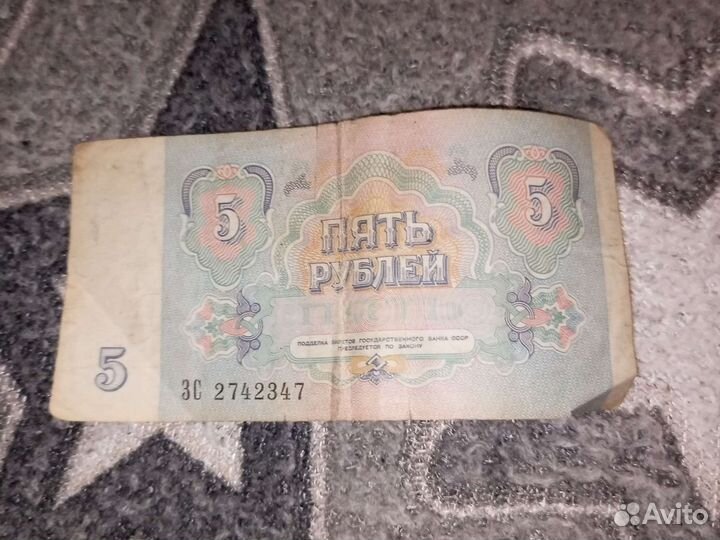 5
5
ПЯТЬ
РУБЛЕЙ
ПОДДЕЛКА БИЛЕТОВ ГОСУДАРСТВЕННОГО БАНКА СССР
ПРЕСЛЕДУЕТСЯ ПО ЗАКОНУ
5
ЗС 2742347
Avito